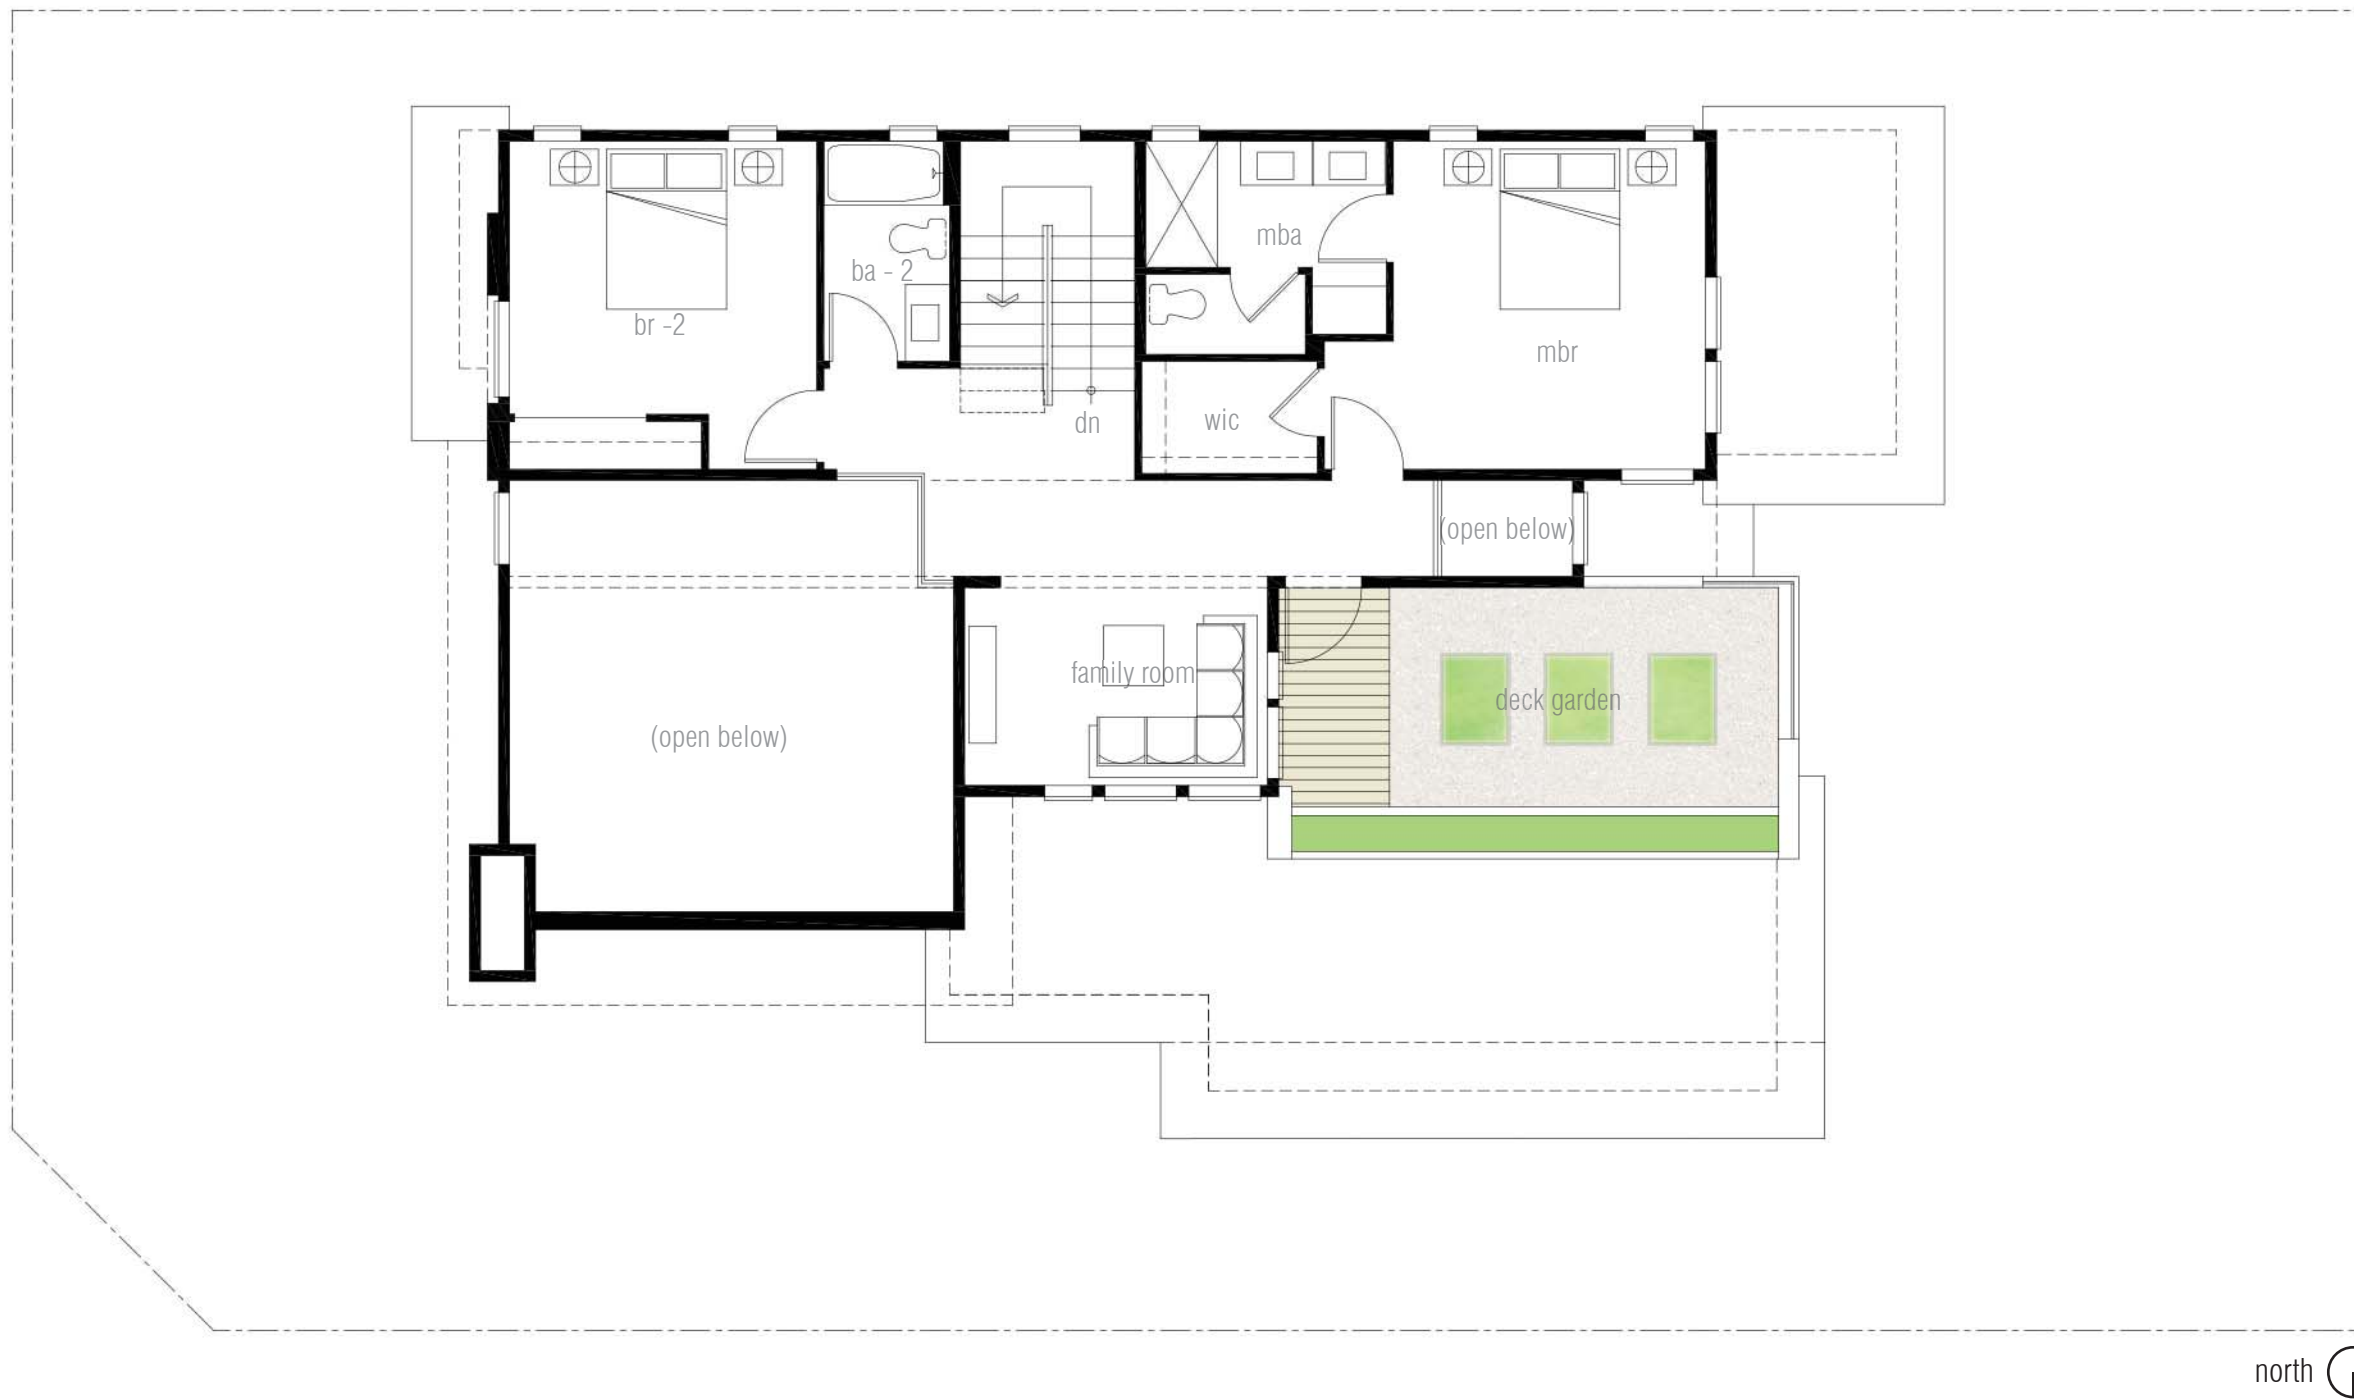 mba
ba - 2
br -2
mbr
dn
wic
(open below)
family room
deck garden
(open below)
north